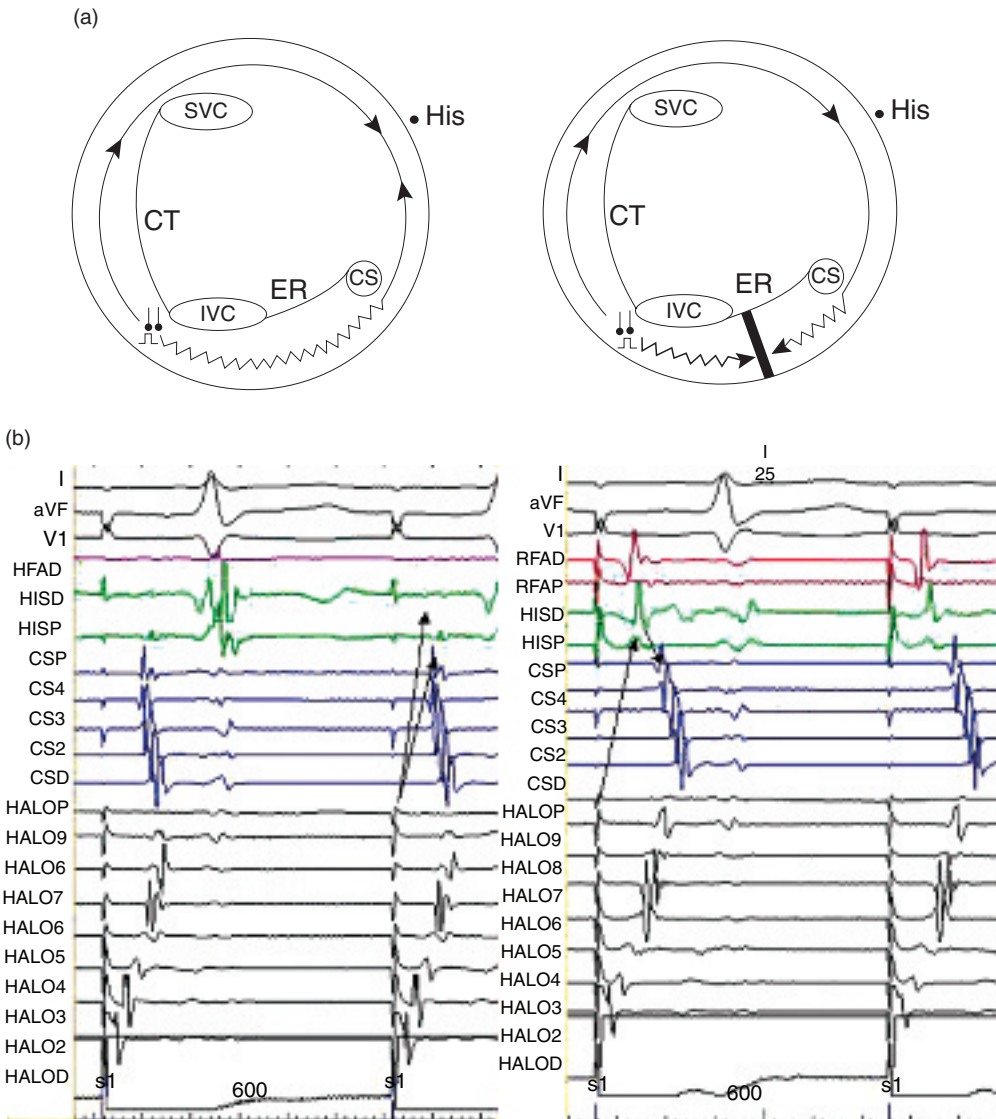 (a)
SVC
His
CT
ER
CS
IVC
SVC
His
CT
ER
CS
IVC
(b)
I
aVF
V1
HFAD
HISD
HISP
CSP
CS4
CS3
CS2
CSD
HALOP
HALO9
HALO6
HALO7
HALO6
HALO5
HALO4
HALO3
HALO2
HALOD
s1
600
s1
I
25
I
aVF
V1
RFAD
RFAP
HISD
HISP
CSP
CS4
CS3
CS2
CSD
HALOP
HALO9
HALO8
HALO7
HALO6
HALO5
HALO4
HALO3
HALO2
HALOD
s1
600
s1